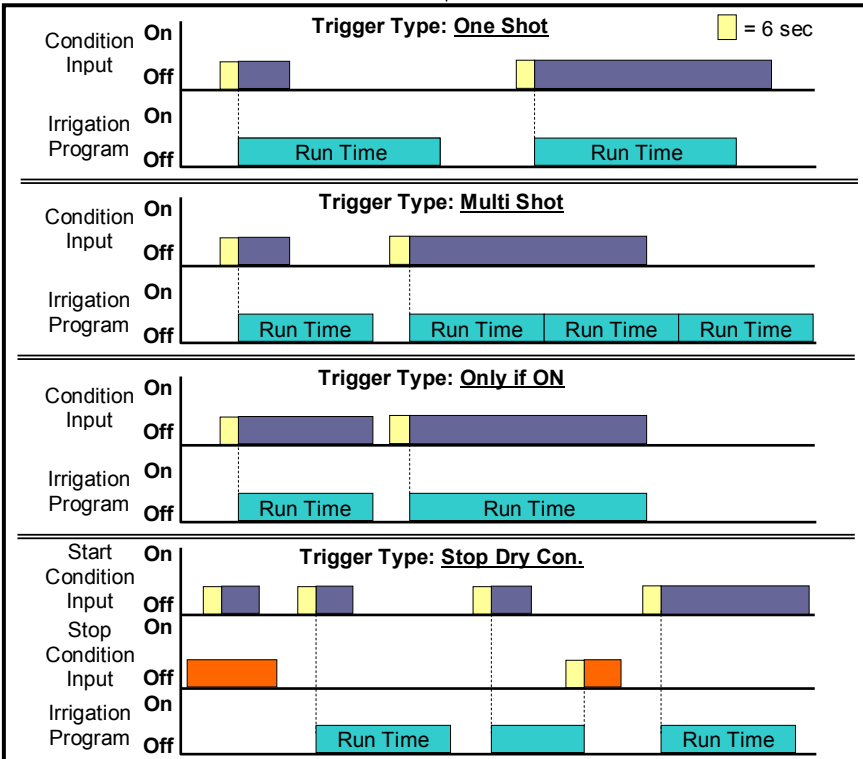 Trigger Type: One Shot
= 6 sec
Condition
Input
On
Off
Irrigation
Program
On
Off
Run Time
Run Time
Trigger Type: Multi Shot
Condition
Input
On
Off
Irrigation
Program
On
Off
Run Time
Run Time
Run Time
Run Time
Trigger Type: Only if ON
Condition
Input
On
Off
Irrigation
Program
On
Off
Run Time
Run Time
Trigger Type: Stop Dry Con.
Start
Condition
Input
On
Off
Stop
Condition
Input
On
Off
Irrigation
Program
On
Off
Run Time
Run Time